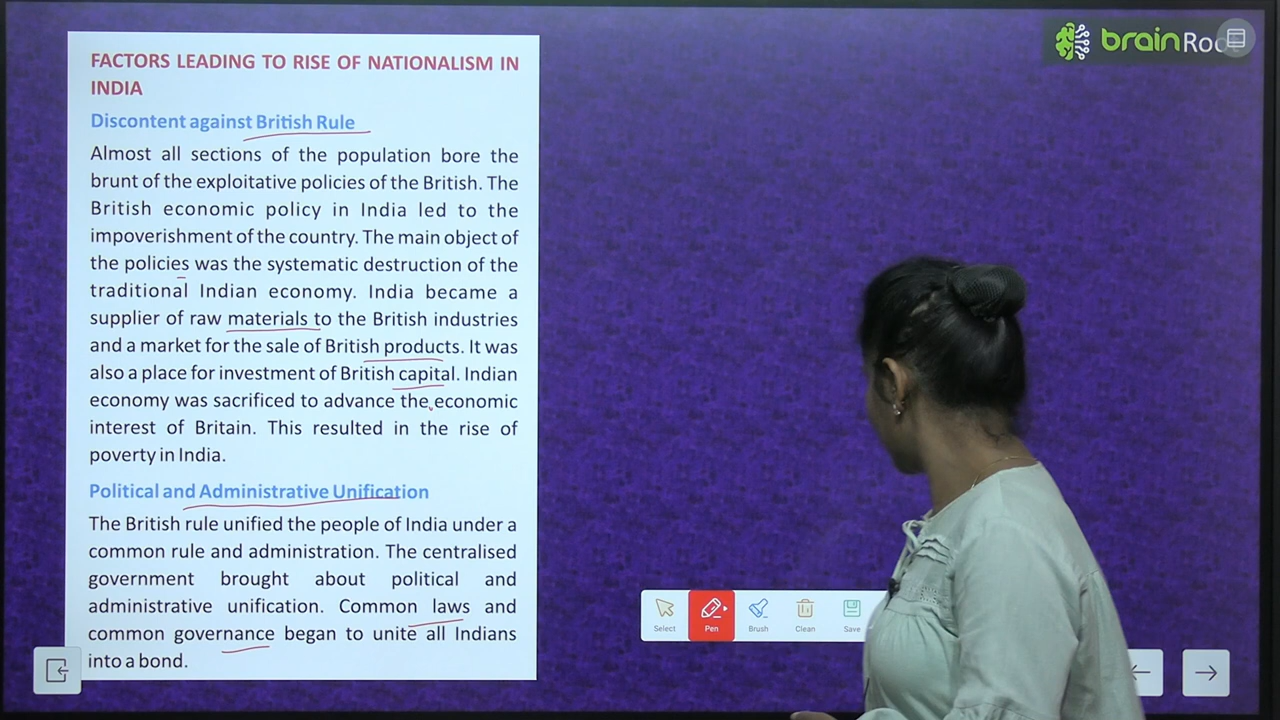 FACTORS LEADING TO RISE OF NATIONALISM IN
INDIA
Discontent against British Rule
Almost all sections of the population bore the
brunt of the exploitative policies of the British. The
British economic policy in India led to the
impoverishment of the country. The main object of
the policies was the systematic destruction of the
traditional Indian economy. India became a
supplier of raw materials to the British industries
and a market for the sale of British products. It was
also a place for investment of British capital. Indian
economy was sacrificed to advance the economic
interest of Britain. This resulted in the rise of
poverty in India.
Political and Administrative Unification
The British rule unified the people of India under a
common rule and administration. The centralised
government brought about political and
administrative unification. Common laws and
common governance began to unite all Indians
into a bond.
brain
Select Pen Brush Clean Save